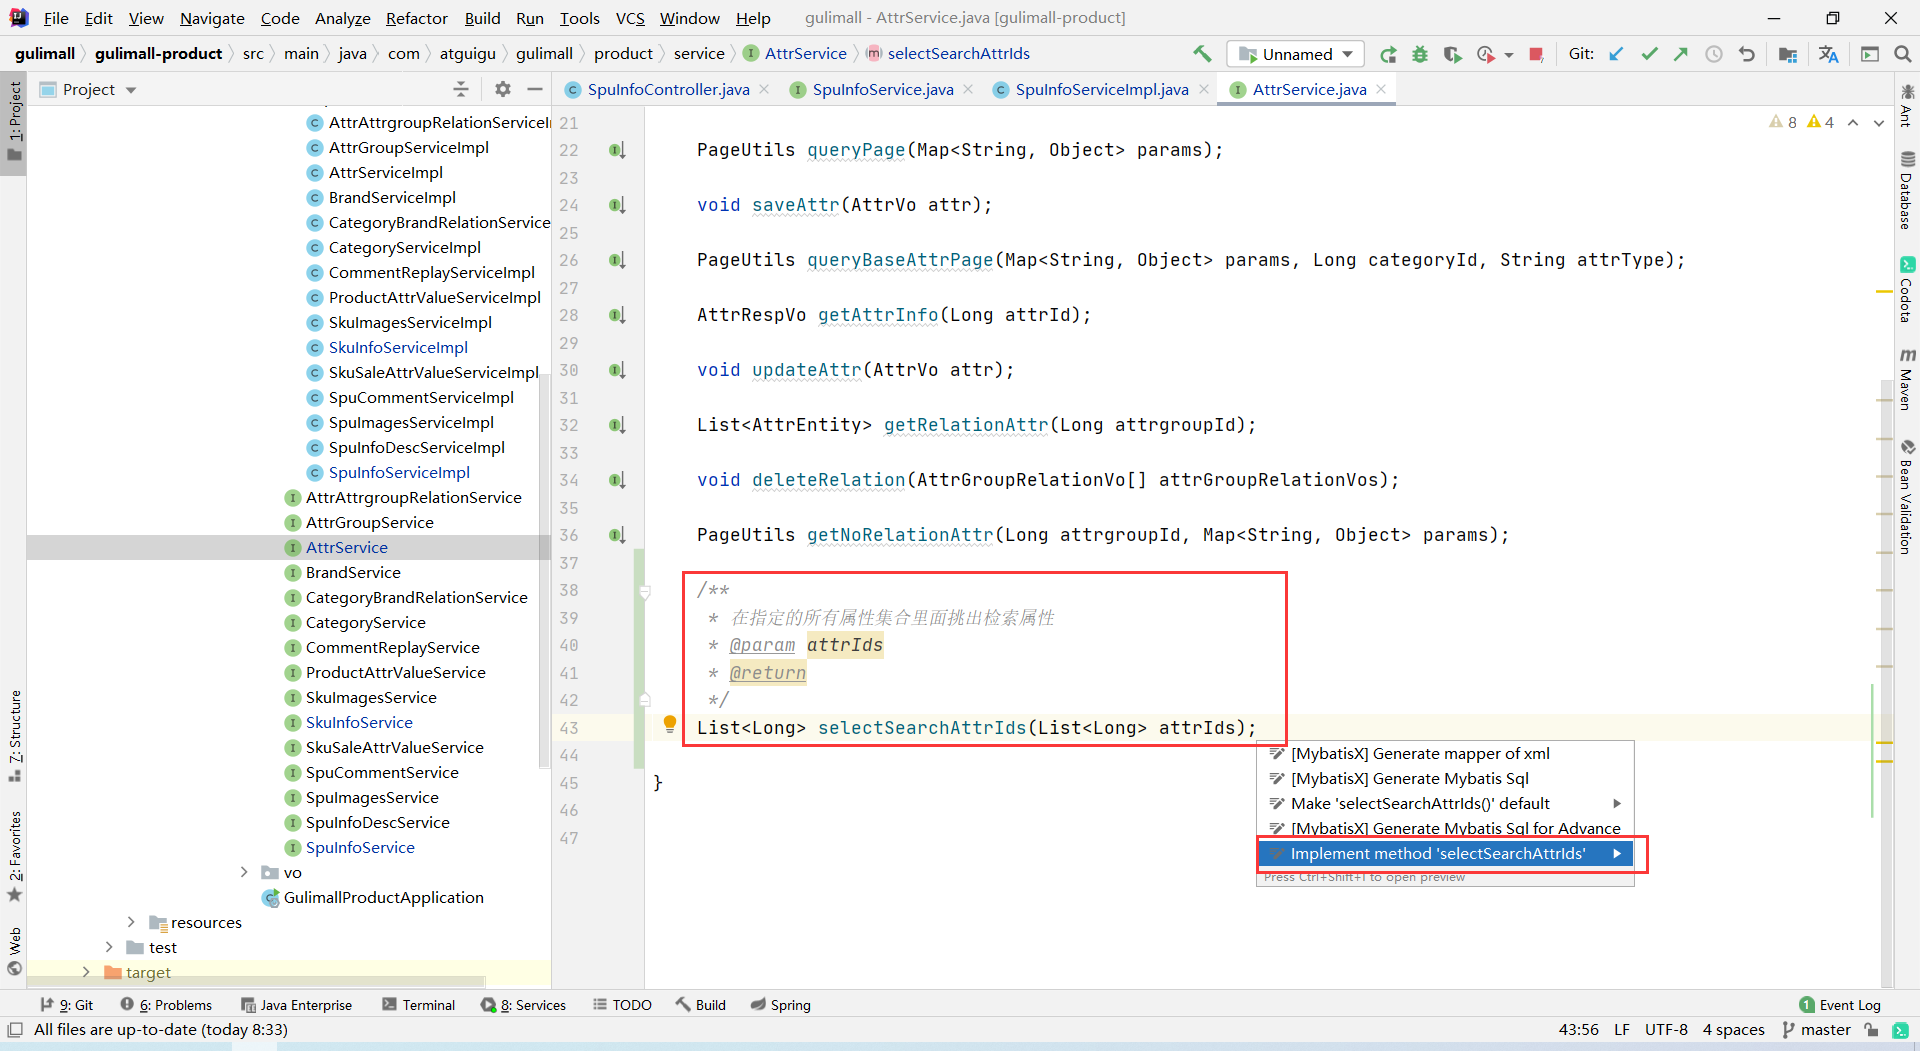 File Edit View Navigate Code Analyze Refactor Build Run Tools VCS Window Help gulimall - AttrService.java [gulimall-product]
gulimall gulimall-product src main java com atguigu gulimall product service AttrService selectSearchAttrIds Unnamed Git:
Project
SpuInfoController.java SpuInfoService.java SpuInfoServiceImpl.java AttrService.java
1: Project
7: Structure
2: Favorites
Web
AttrAttrgroupRelationServiceI
AttrGroupServiceImpl
AttrServiceImpl
BrandServiceImpl
CategoryBrandRelationService
CategoryServiceImpl
CommentReplayServiceImpl
ProductAttrValueServiceImpl
SkuImagesServiceImpl
SkuInfoServiceImpl
SkuSaleAttrValueServiceImpl
SpuCommentServiceImpl
SpuImagesServiceImpl
SpuInfoDescServiceImpl
SpuInfoServiceImpl
AttrAttrgroupRelationService
AttrGroupService
AttrService
BrandService
CategoryBrandRelationService
CategoryService
CommentReplayService
ProductAttrValueService
SkuImagesService
SkuInfoService
SkuSaleAttrValueService
SpuCommentService
SpuImagesService
SpuInfoDescService
SpuInfoService
vo
GulimallProductApplication
resources
test
target
8 4
21
22 PageUtils queryPage(Map<String, Object> params);
23
24 void saveAttr(AttrVo attr);
25
26 PageUtils queryBaseAttrPage(Map<String, Object> params, Long categoryId, String attrType);
27
28 AttrRespVo getAttrInfo(Long attrId);
29
30 void updateAttr(AttrVo attr);
31
32 List<AttrEntity> getRelationAttr(Long attrgroupId);
33
34 void deleteRelation(AttrGroupRelationVo[] attrGroupRelationVos);
35
36 PageUtils getNoRelationAttr(Long attrgroupId, Map<String, Object> params);
37
38 /**
39 * 在指定的所有属性集合里面挑出检索属性
40 * @param attrIds
41 * @return
42 */
43 List<Long> selectSearchAttrIds(List<Long> attrIds);
44
45 }
46
47
[MybatisX] Generate mapper of xml
[MybatisX] Generate Mybatis Sql
Make 'selectSearchAttrIds()' default
[MybatisX] Generate Mybatis Sql for Advance
Implement method 'selectSearchAttrIds'
Press Ctrl+Shift+I to open preview
Ant
Database
Codota
Maven
Bean Validation
9: Git 6: Problems Java Enterprise Terminal 8: Services TODO Build Spring 1 Event Log
All files are up-to-date (today 8:33) 43:56 LF UTF-8 4 spaces master